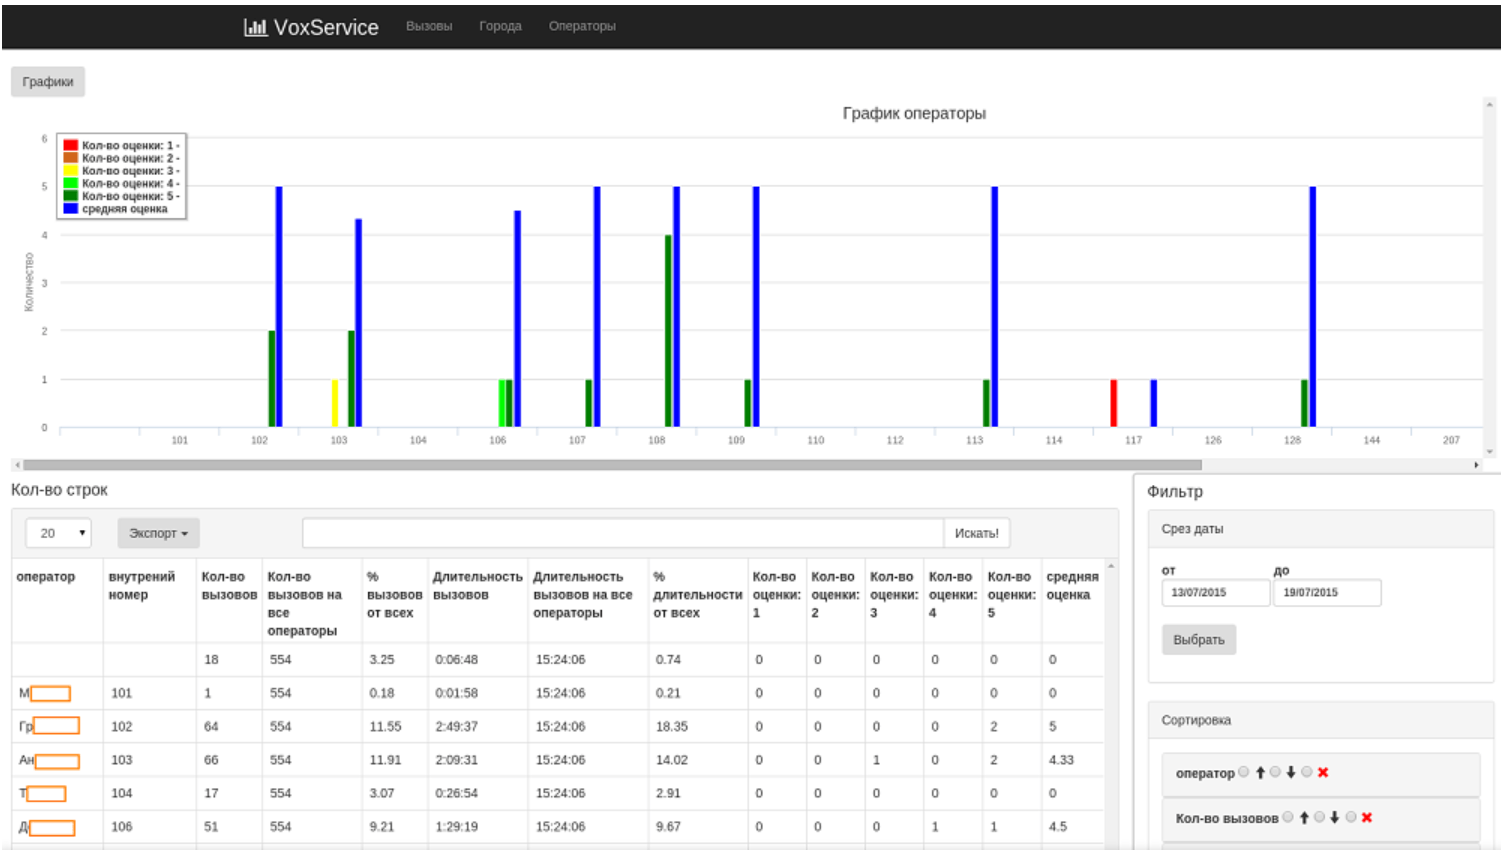 VoxService Вызовы Города Операторы
Графики
График операторы
Кол-во оценки: 1 -
Кол-во оценки: 2 -
Кол-во оценки: 3 -
Кол-во оценки: 4 -
Кол-во оценки: 5 -
средняя оценка
Количество
6
5
4
3
2
1
0
101 102 103 104 106 107 108 109 110 112 113 114 117 126 128 144 207
Кол-во строк
20 Экспорт Искать!
оператор
внутрений
номер
Кол-во
вызовов
Кол-во
вызовов на
все
операторы
%
вызовов
от всех
Длительность
вызовов
Длительность
вызовов на все
операторы
%
длительности
от всех
Кол-во
оценки:
1
Кол-во
оценки:
2
Кол-во
оценки:
3
Кол-во
оценки:
4
Кол-во
оценки:
5
средняя
оценка
18 554 3.25 0:06:48 15:24:06 0.74 0 0 0 0 0 0
М 101 1 554 0.18 0:01:58 15:24:06 0.21 0 0 0 0 0 0
Гр 102 64 554 11.55 2:49:37 15:24:06 18.35 0 0 0 0 2 5
Ан 103 66 554 11.91 2:09:31 15:24:06 14.02 0 0 1 0 2 4.33
Т 104 17 554 3.07 0:26:54 15:24:06 2.91 0 0 0 0 0 0
Д 106 51 554 9.21 1:29:19 15:24:06 9.67 0 0 0 1 1 4.5
Фильтр
Срез даты
от до
13/07/2015 19/07/2015
Выбрать
Сортировка
оператор
Кол-во вызовов